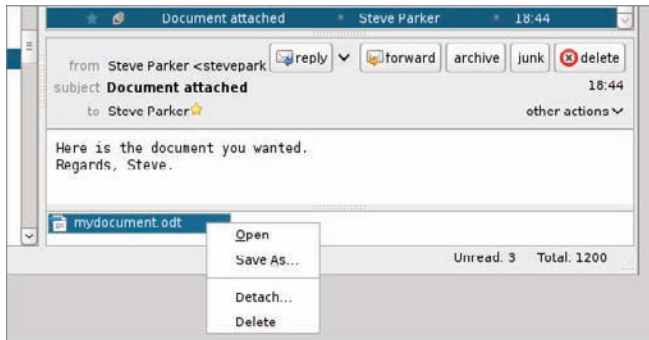 Document attached Steve Parker 18:44
from Steve Parker <stevepark reply forward archive junk delete
subject Document attached 18:44
to Steve Parker other actions
Here is the document you wanted.
Regards, Steve.
mydocument.odt
Open
Save As...
Unread: 3 Total: 1200
Detach...
Delete